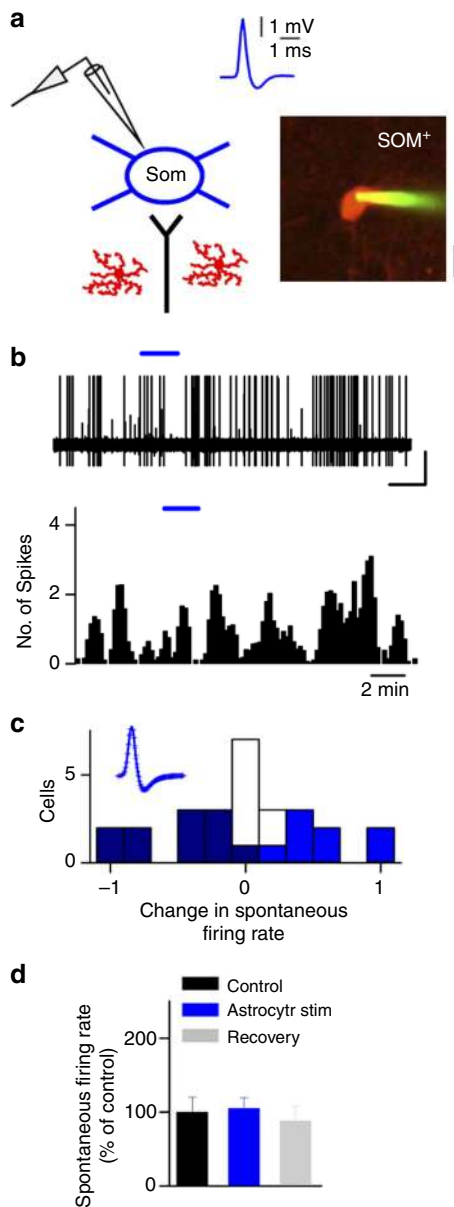 a
1 mV
1 ms
Som
SOM+
b
4
2
0
No. of Spikes
2 min
c
5
0
Cells
−1
0
1
Change in spontaneous
firing rate
d
Control
Astrocytr stim
Recovery
200
100
0
Spontaneous firing rate
(% of control)